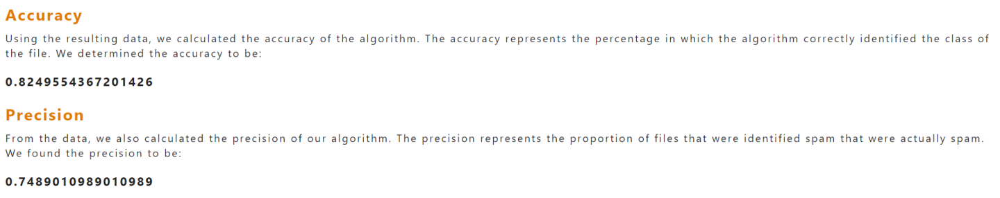 Accuracy
Using the resulting data, we calculated the accuracy of the algorithm. The accuracy represents the percentage in which the algorithm correctly identified the class of
the file. We determined the accuracy to be:
0.8249554367201426
Precision
From the data, we also calculated the precision of our algorithm. The precision represents the proportion of files that were identified spam that were actually spam.
We found the precision to be:
0.7489010989010989